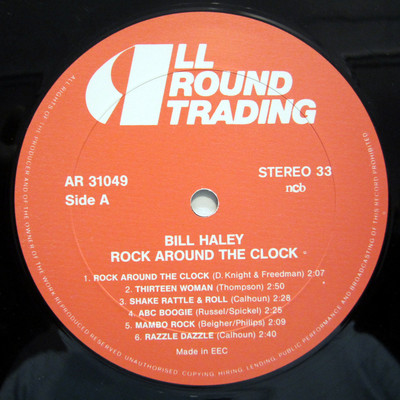 ALL
ROUND
TRADING
AR 31049
Side A
STEREO 33
ncb
BILL HALEY
ROCK AROUND THE CLOCK
1. ROCK AROUND THE CLOCK (D. Knight & Freedman) 2:07
2. THIRTEEN WOMAN (Thompson) 2:50
3. SHAKE RATTLE & ROLL (Calhoun) 2:28
4. ABC BOOGIE (Russel/Spickel) 2:25
5. MAMBO ROCK (Beigher/Philips) 2:09
6. RAZZLE DAZZLE (Calhoun) 2:40
Made in EEC
ALL RIGHTS OF THE PRODUCER AND OF THE OWNER OF THE WORK REPRODUCED RESERVED. UNAUTHORISED COPYING, HIRING, LENDING, PUBLIC PERFORMANCE AND BROADCASTING OF THIS RECORD PROHIBITED.